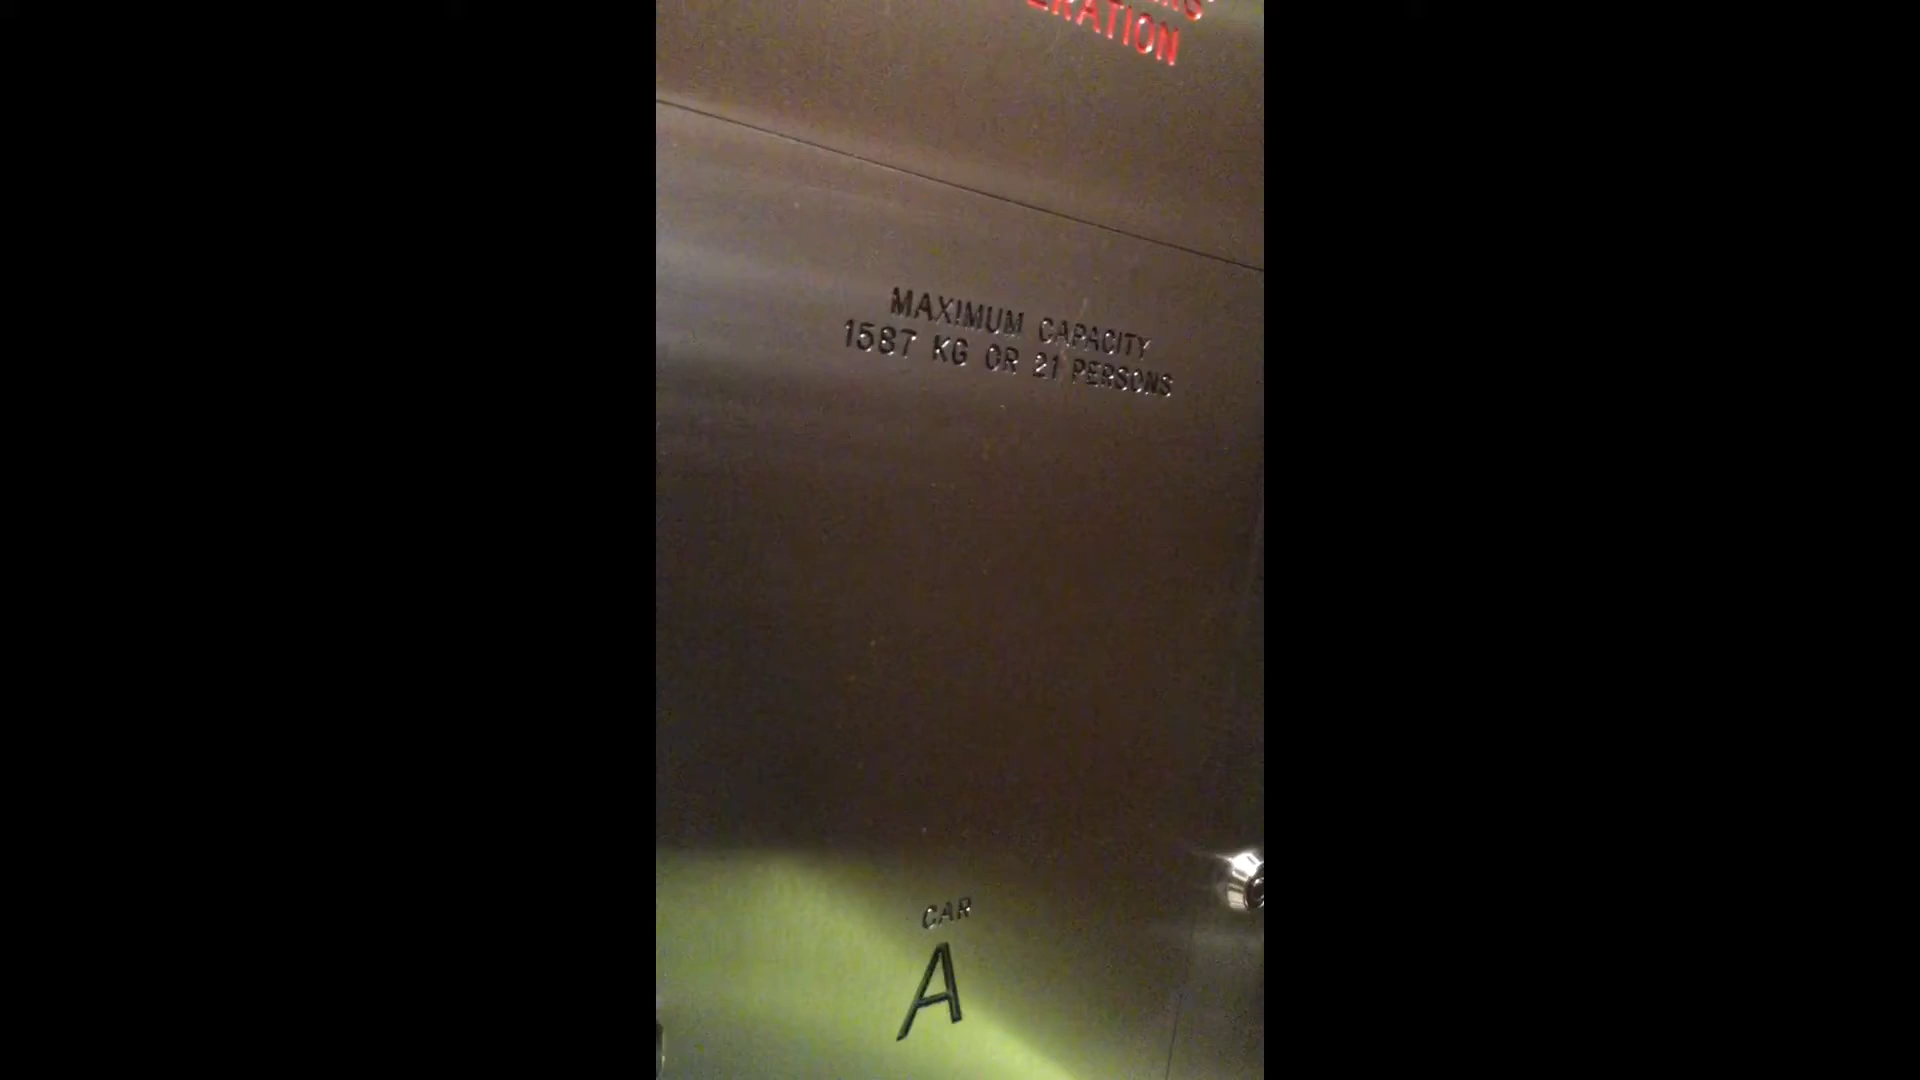 ERATION
MAXIMUM CAPACITY
1587 KG OR 21 PERSONS
CAR
A